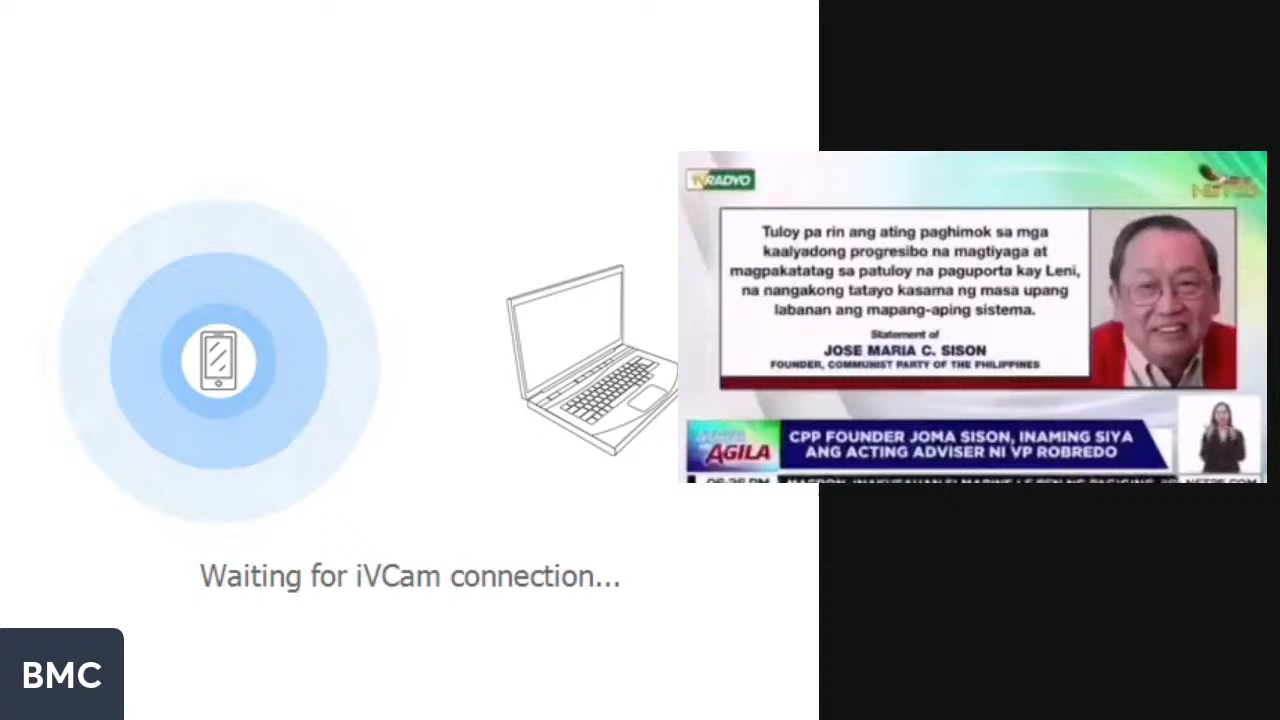 RADYO
Tuloy pa rin ang ating paghimok sa mga
kaalyadong progresibo na magtiyaga at
magpakatatag sa patuloy na paguporta kay Leni,
na nangakong tatayo kasama ng masa upang
labanan ang mapang-aping sistema.
Statement of
JOSE MARIA C. SISON
FOUNDER, COMMUNIST PARTY OF THE PHILIPPINES
AGILA
CPP FOUNDER JOMA SISON, INAMING SIYA
ANG ACTING ADVISER NI VP ROBREDO
Waiting for iVCam connection...
BMC